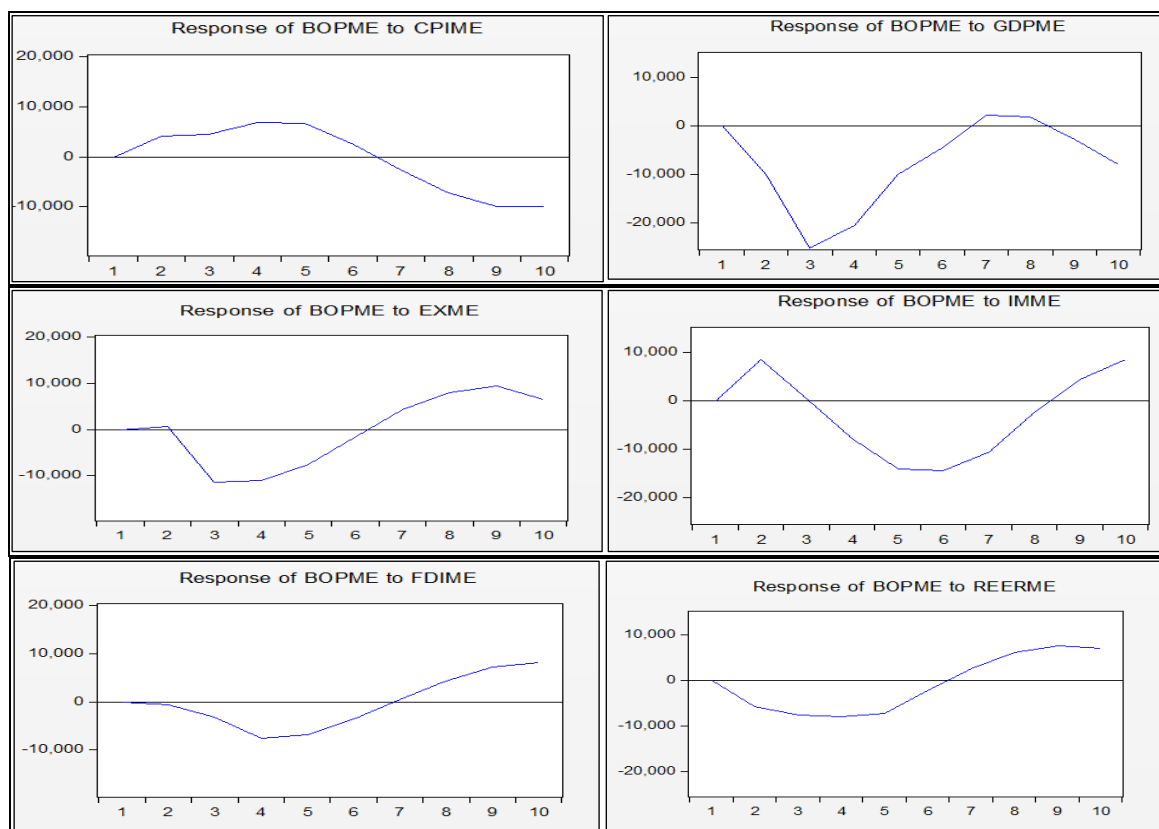 Response of BOPME to CPIME
20,000
10,000
0
-10,000
1 2 3 4 5 6 7 8 9 10
Response of BOPME to GDPME
10,000
0
-10,000
-20,000
1 2 3 4 5 6 7 8 9 10
Response of BOPME to EXME
20,000
10,000
0
-10,000
1 2 3 4 5 6 7 8 9 10
Response of BOPME to IMME
10,000
0
-10,000
-20,000
1 2 3 4 5 6 7 8 9 10
Response of BOPME to FDIME
20,000
10,000
0
-10,000
1 2 3 4 5 6 7 8 9 10
Response of BOPME to REERME
10,000
0
-10,000
-20,000
1 2 3 4 5 6 7 8 9 10